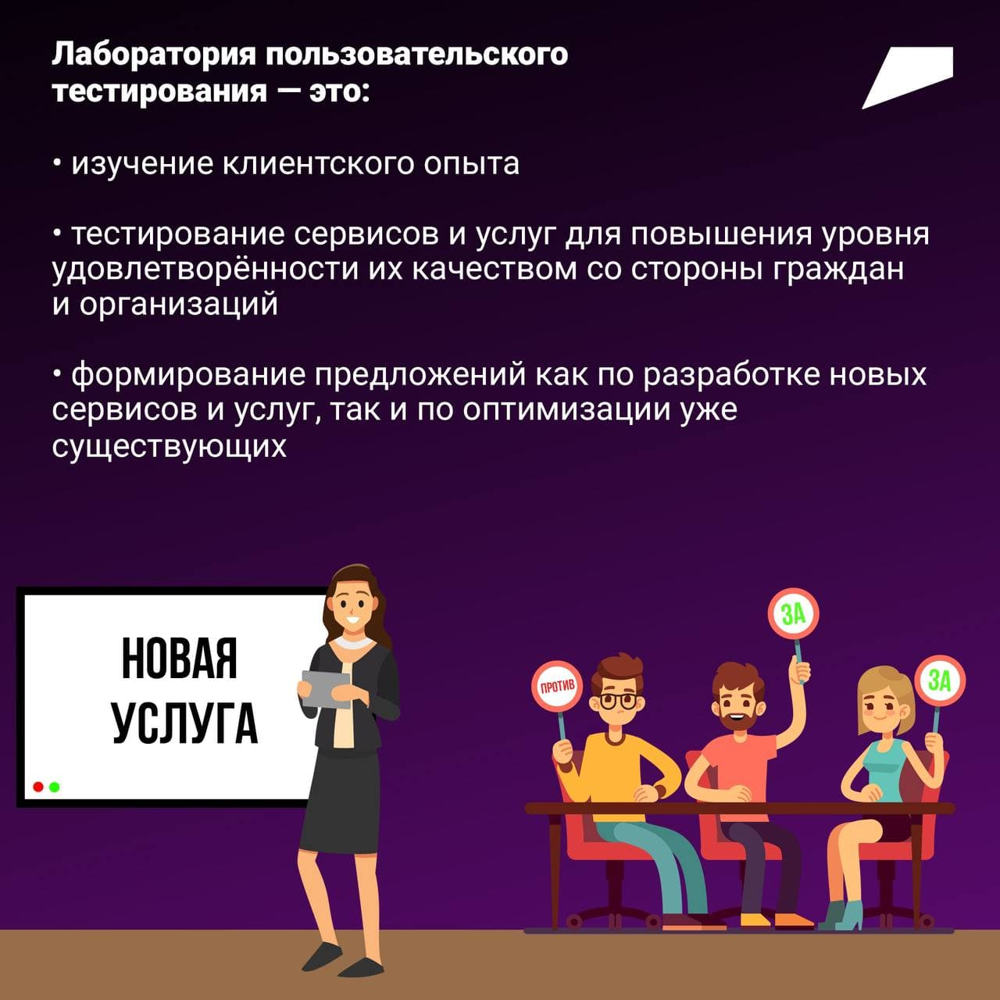 Лаборатория пользовательского
тестирования — это:
• изучение клиентского опыта
• тестирование сервисов и услуг для повышения уровня
удовлетворённости их качеством со стороны граждан
и организаций
• формирование предложений как по разработке новых
сервисов и услуг, так и по оптимизации уже
существующих
НОВАЯ
УСЛУГА
ПРОТИВ
ЗА
ЗА